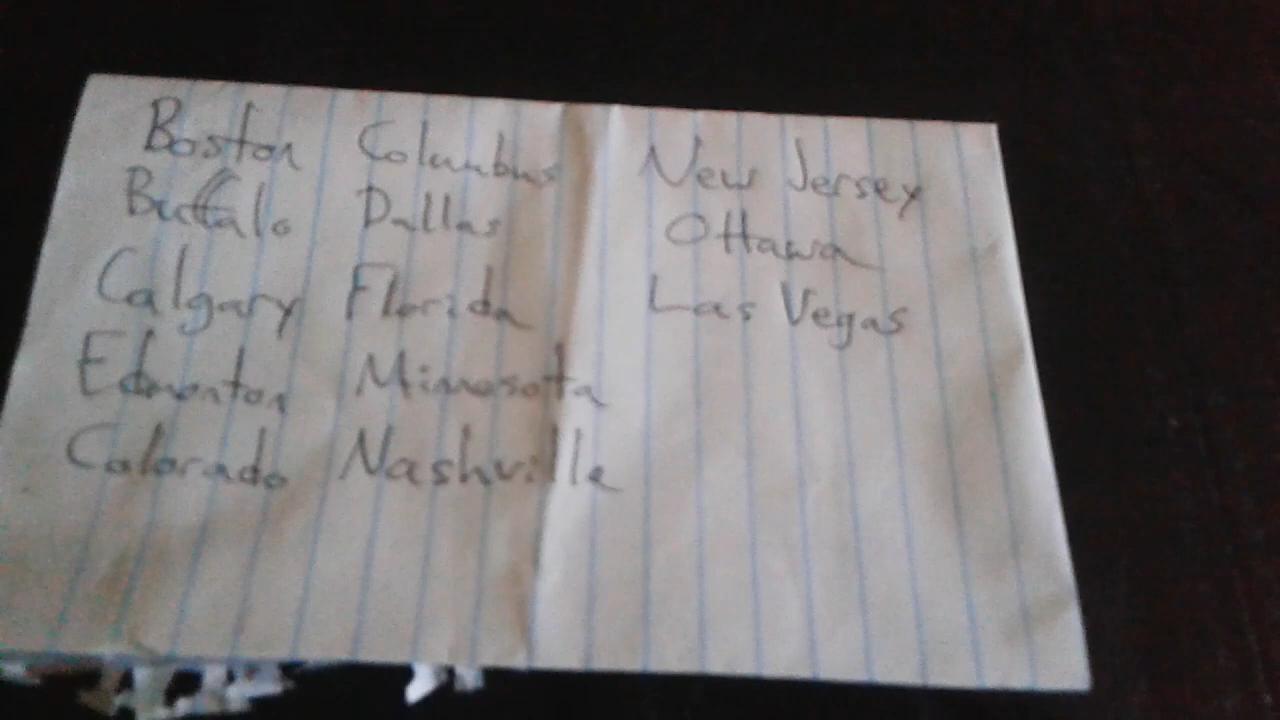 Boston Columbus New Jersey
Buffalo Dallas Ottawa
Calgary Florida Las Vegas
Edmonton Minnesota
Colorado Nashville